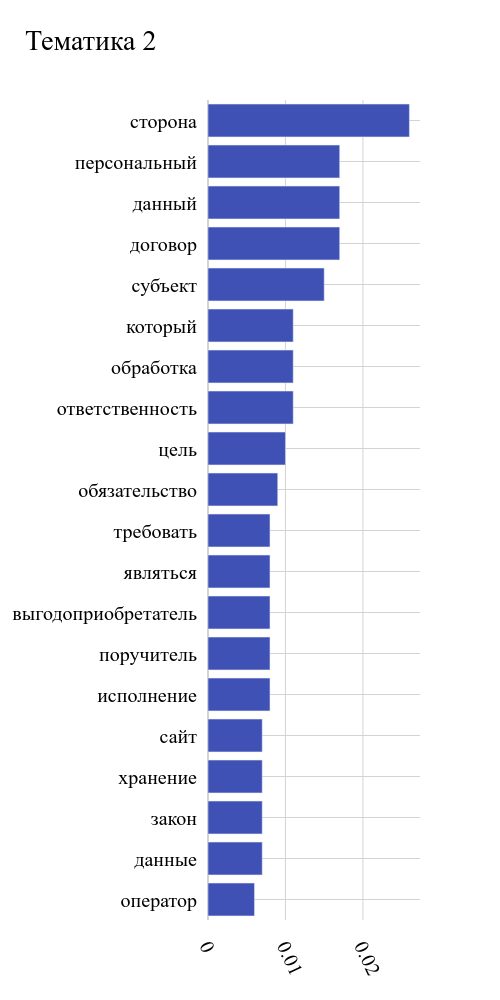 Тематика 2
сторона
персональный
данный
договор
субъект
который
обработка
ответственность
цель
обязательство
требовать
являться
выгодоприобретатель
поручитель
исполнение
сайт
хранение
закон
данные
оператор
0
0.01
0.02